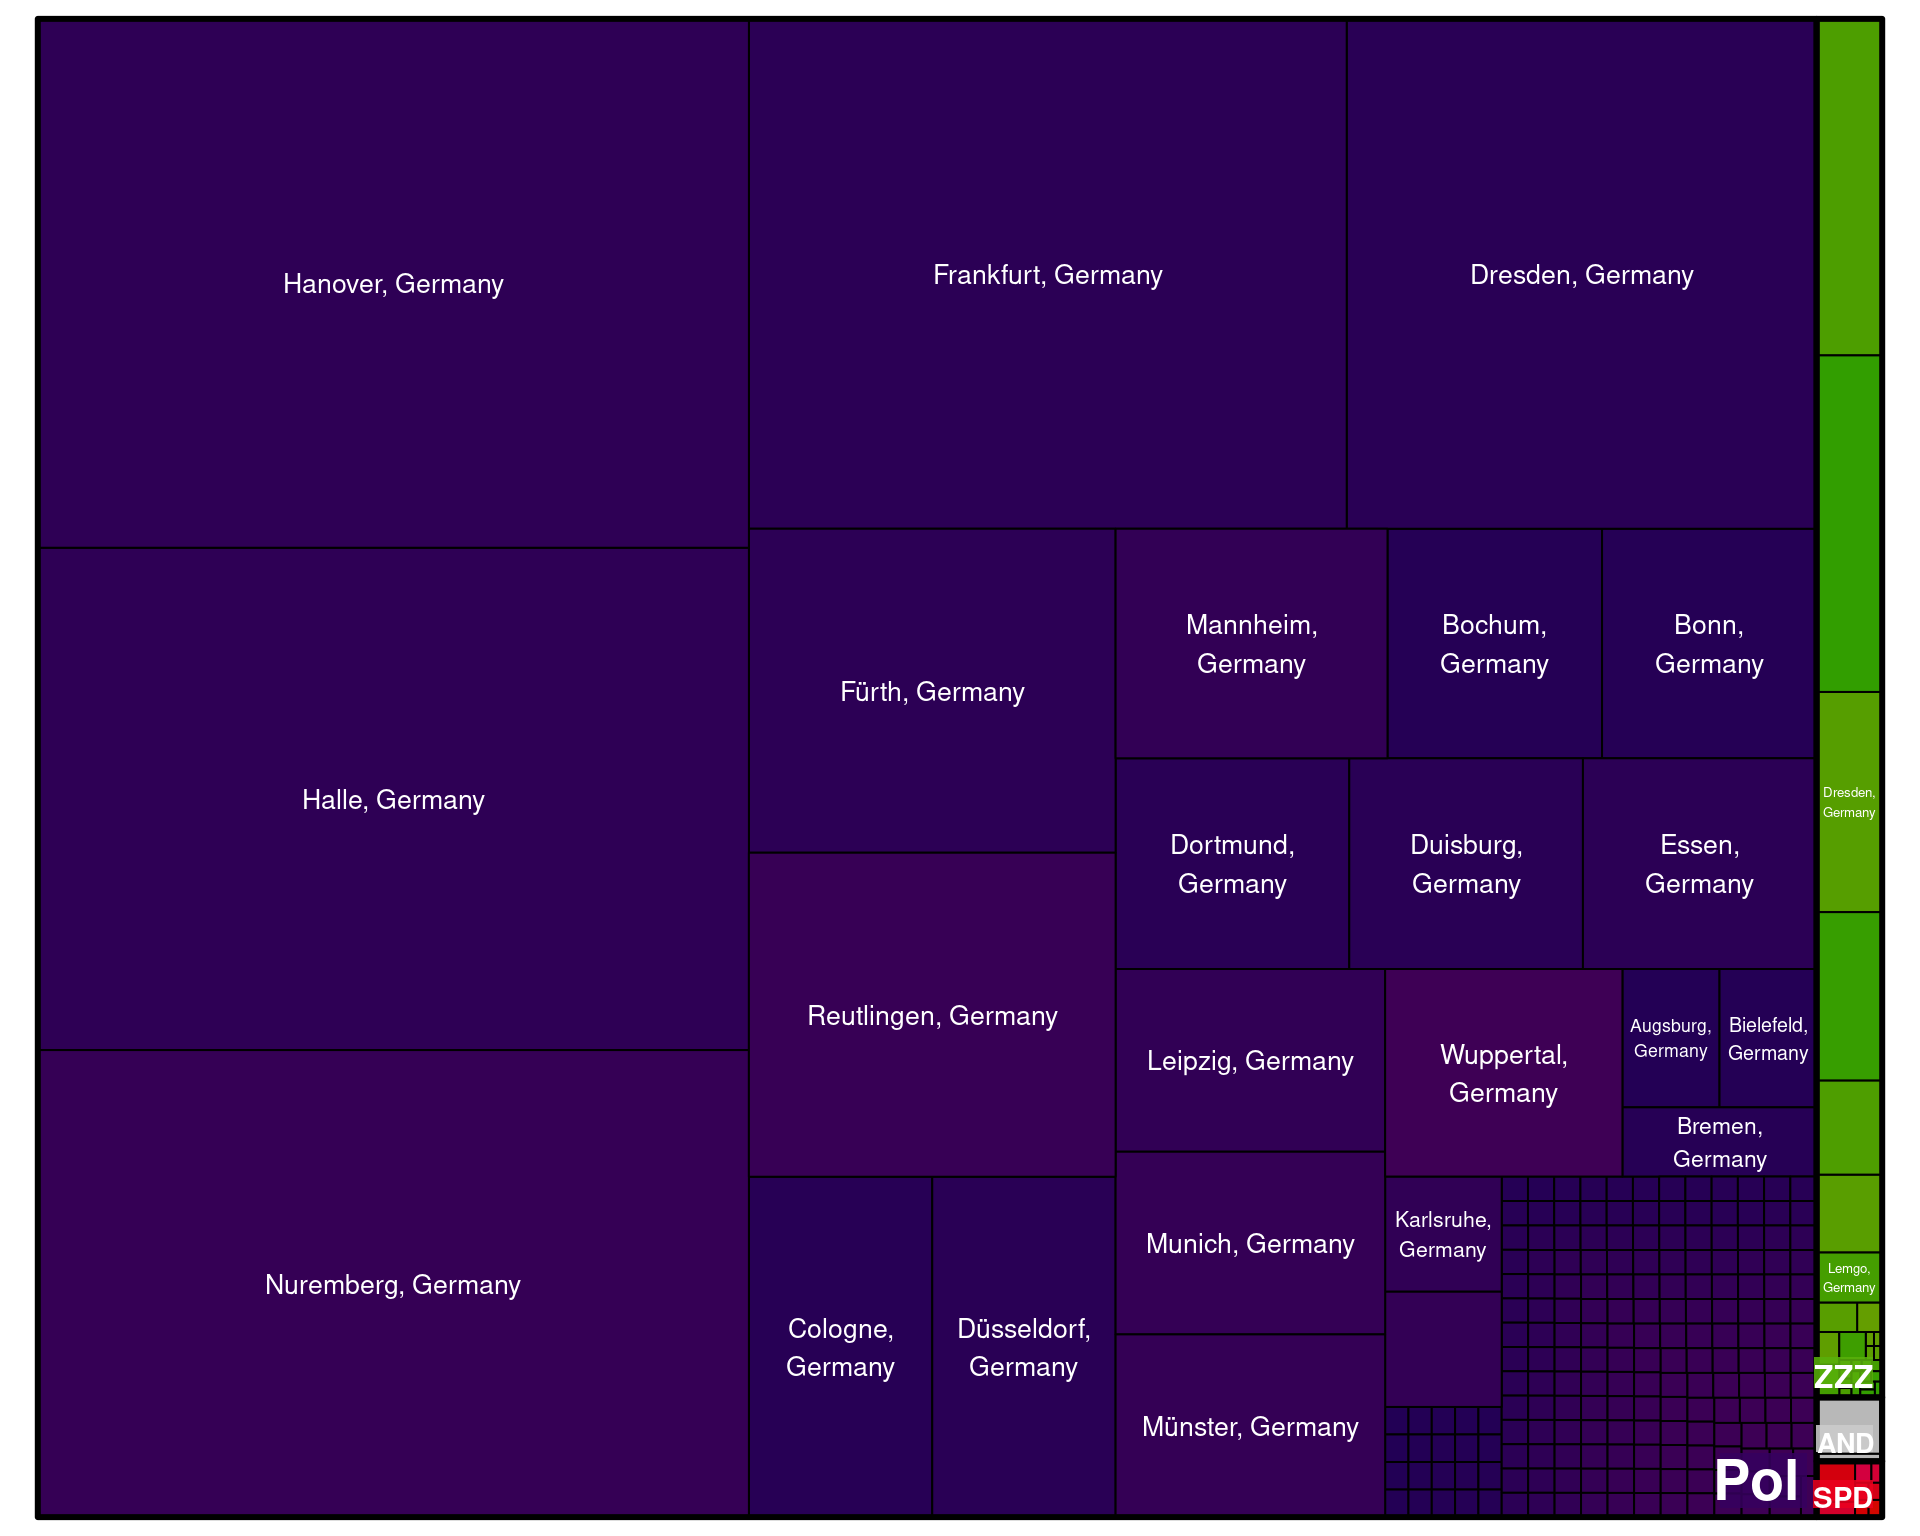 Hanover, Germany
Frankfurt, Germany
Dresden, Germany
Halle, Germany
Nuremberg, Germany
Fürth, Germany
Reutlingen, Germany
Cologne,
Germany
Düsseldorf,
Germany
Mannheim,
Germany
Bochum,
Germany
Bonn,
Germany
Dortmund,
Germany
Duisburg,
Germany
Essen,
Germany
Leipzig, Germany
Munich, Germany
Münster, Germany
Wuppertal,
Germany
Augsburg,
Germany
Bielefeld,
Germany
Bremen,
Germany
Karlsruhe,
Germany
Pol
Dresden,
Germany
Lemgo,
Germany
ZZZ
AND
SPD